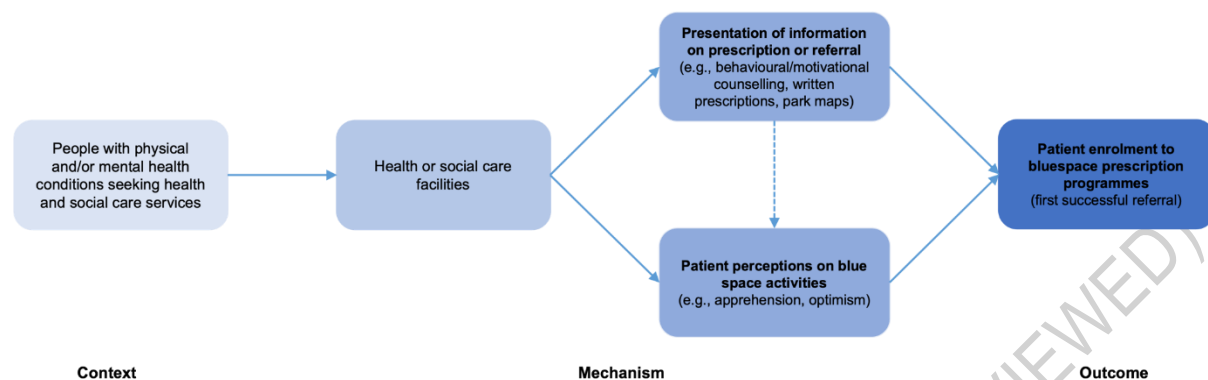 Presentation of information
on prescription or referral
(e.g., behavioural/motivational
counselling, written
prescriptions, park maps)
People with physical
and/or mental health
conditions seeking health
and social care services
Health or social care
facilities
Patient enrolment to
bluespace prescription
programmes
(first successful referral)
Patient perceptions on blue
space activities
(e.g., apprehension, optimism)
IEWED)
Context
Mechanism
Outcome